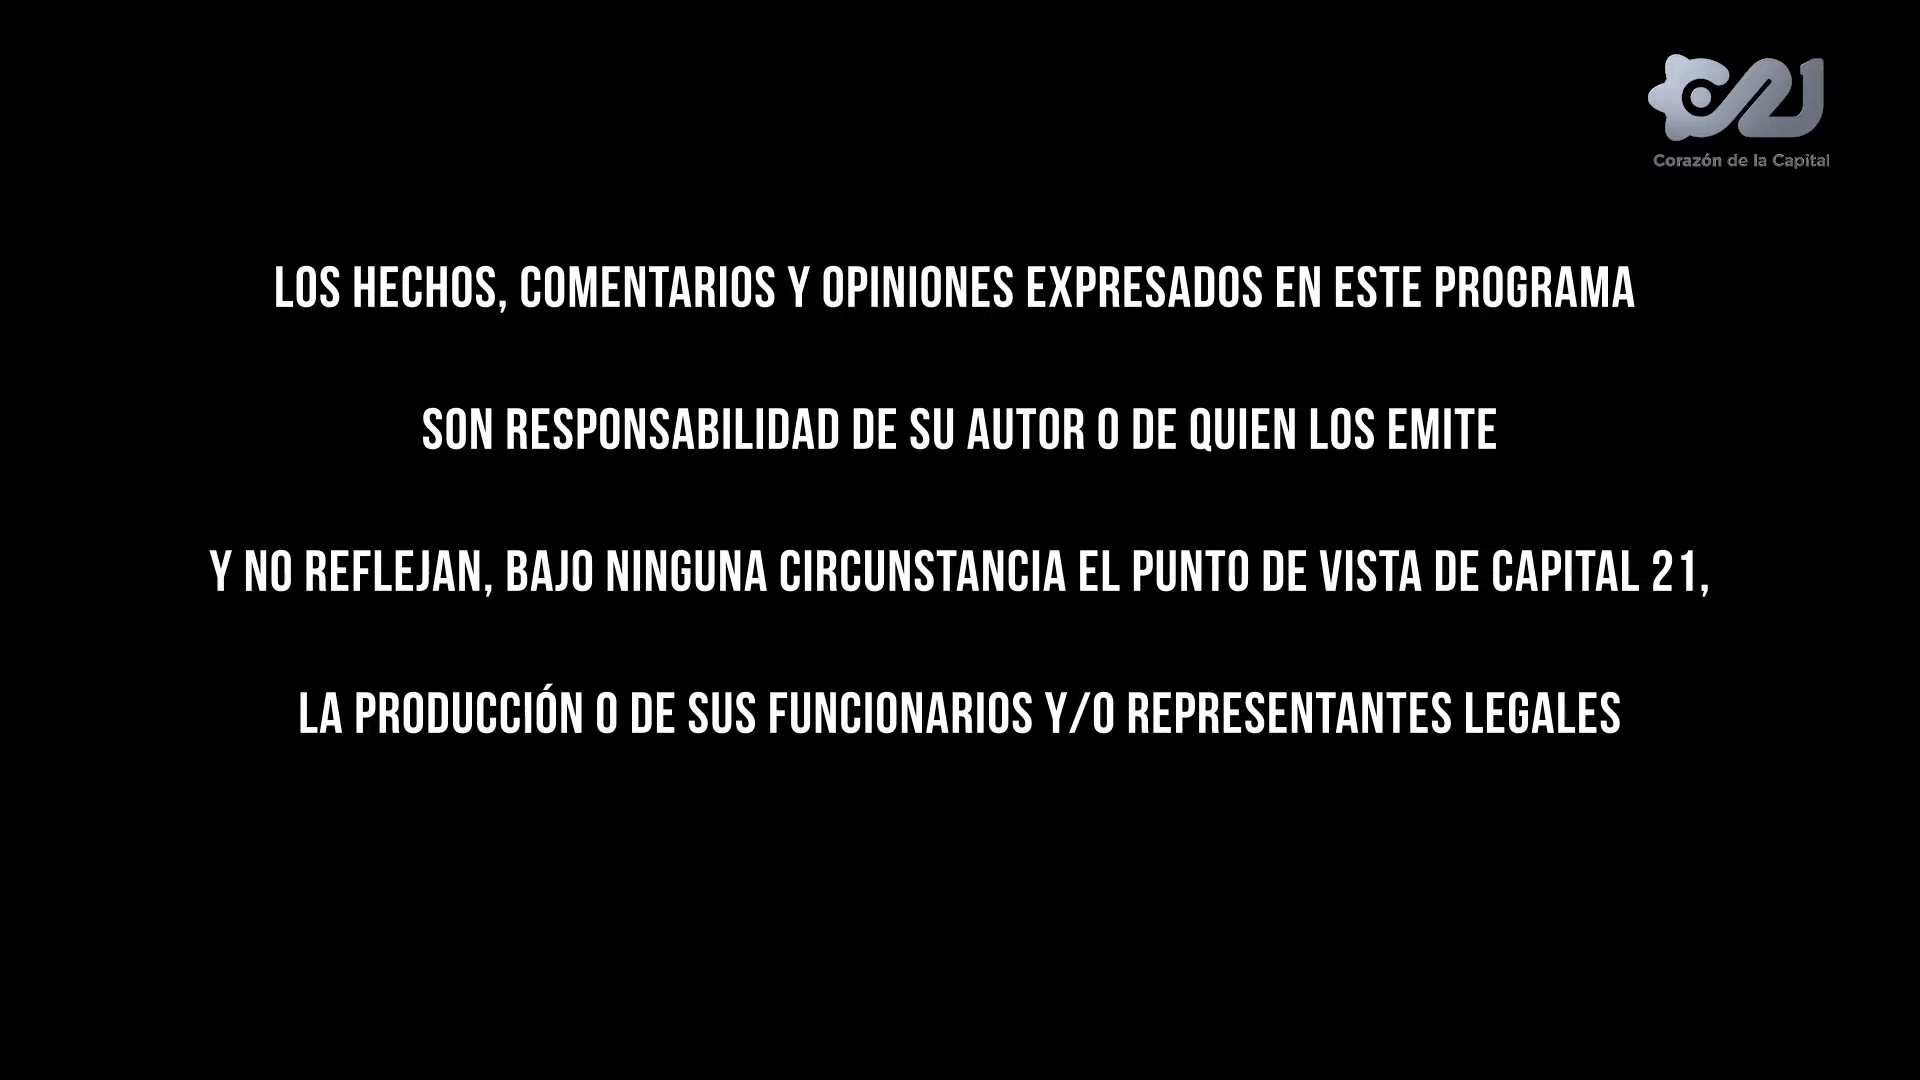 C21
Corazón de la Capital
LOS HECHOS, COMENTARIOS Y OPINIONES EXPRESADOS EN ESTE PROGRAMA
SON RESPONSABILIDAD DE SU AUTOR O DE QUIEN LOS EMITE
Y NO REFLEJAN, BAJO NINGUNA CIRCUNSTANCIA EL PUNTO DE VISTA DE CAPITAL 21,
LA PRODUCCIÓN O DE SUS FUNCIONARIOS Y/O REPRESENTANTES LEGALES